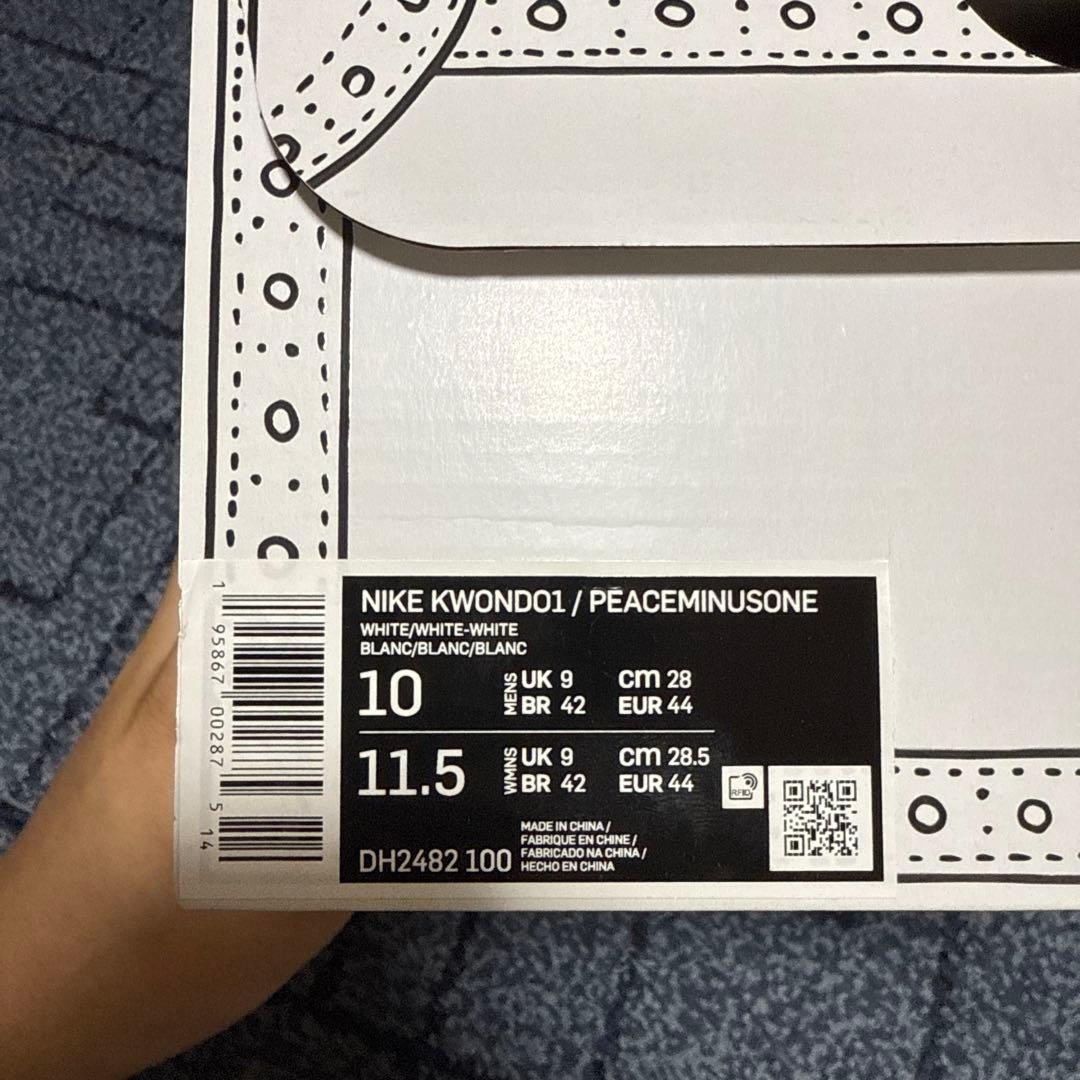 NIKE KWONDO1 / PEACEMINUSONE
WHITE/WHITE-WHITE
BLANC/BLANC/BLANC
10 MENS UK 9 cm 28
BR 42 EUR 44
11.5 WMNS UK 9 cm 28.5
BR 42 EUR 44
RFID
MADE IN CHINA /
FABRIQUE EN CHINE /
FABRICADO NA CHINA /
HECHO EN CHINA
DH2482 100
1 95867 00287 5 14